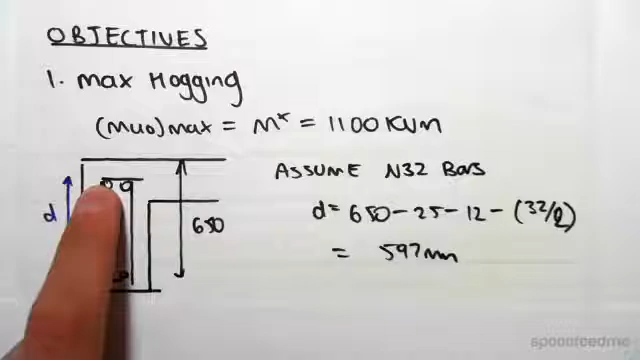 OBJECTIVES
1. max Hogging
(Muo)max = M* = 1100 KNm
ASSUME N32 Bars
d
650
d = 650 - 25 - 12 - (32/2)
= 597mm
spoonfeedme